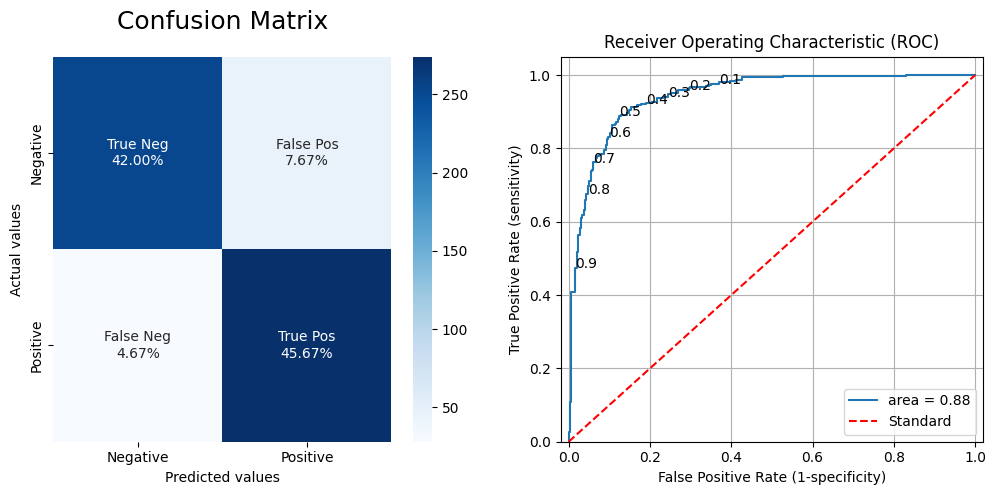 Confusion Matrix
Actual values
Negative
Positive
True Neg
42.00%
False Pos
7.67%
False Neg
4.67%
True Pos
45.67%
Negative
Positive
Predicted values
250
200
150
100
50
Receiver Operating Characteristic (ROC)
True Positive Rate (sensitivity)
1.0
0.8
0.6
0.4
0.2
0.0
0.1
0.2
0.3
0.4
0.5
0.6
0.7
0.8
0.9
area = 0.88
Standard
0.0
0.2
0.4
0.6
0.8
1.0
False Positive Rate (1-specificity)